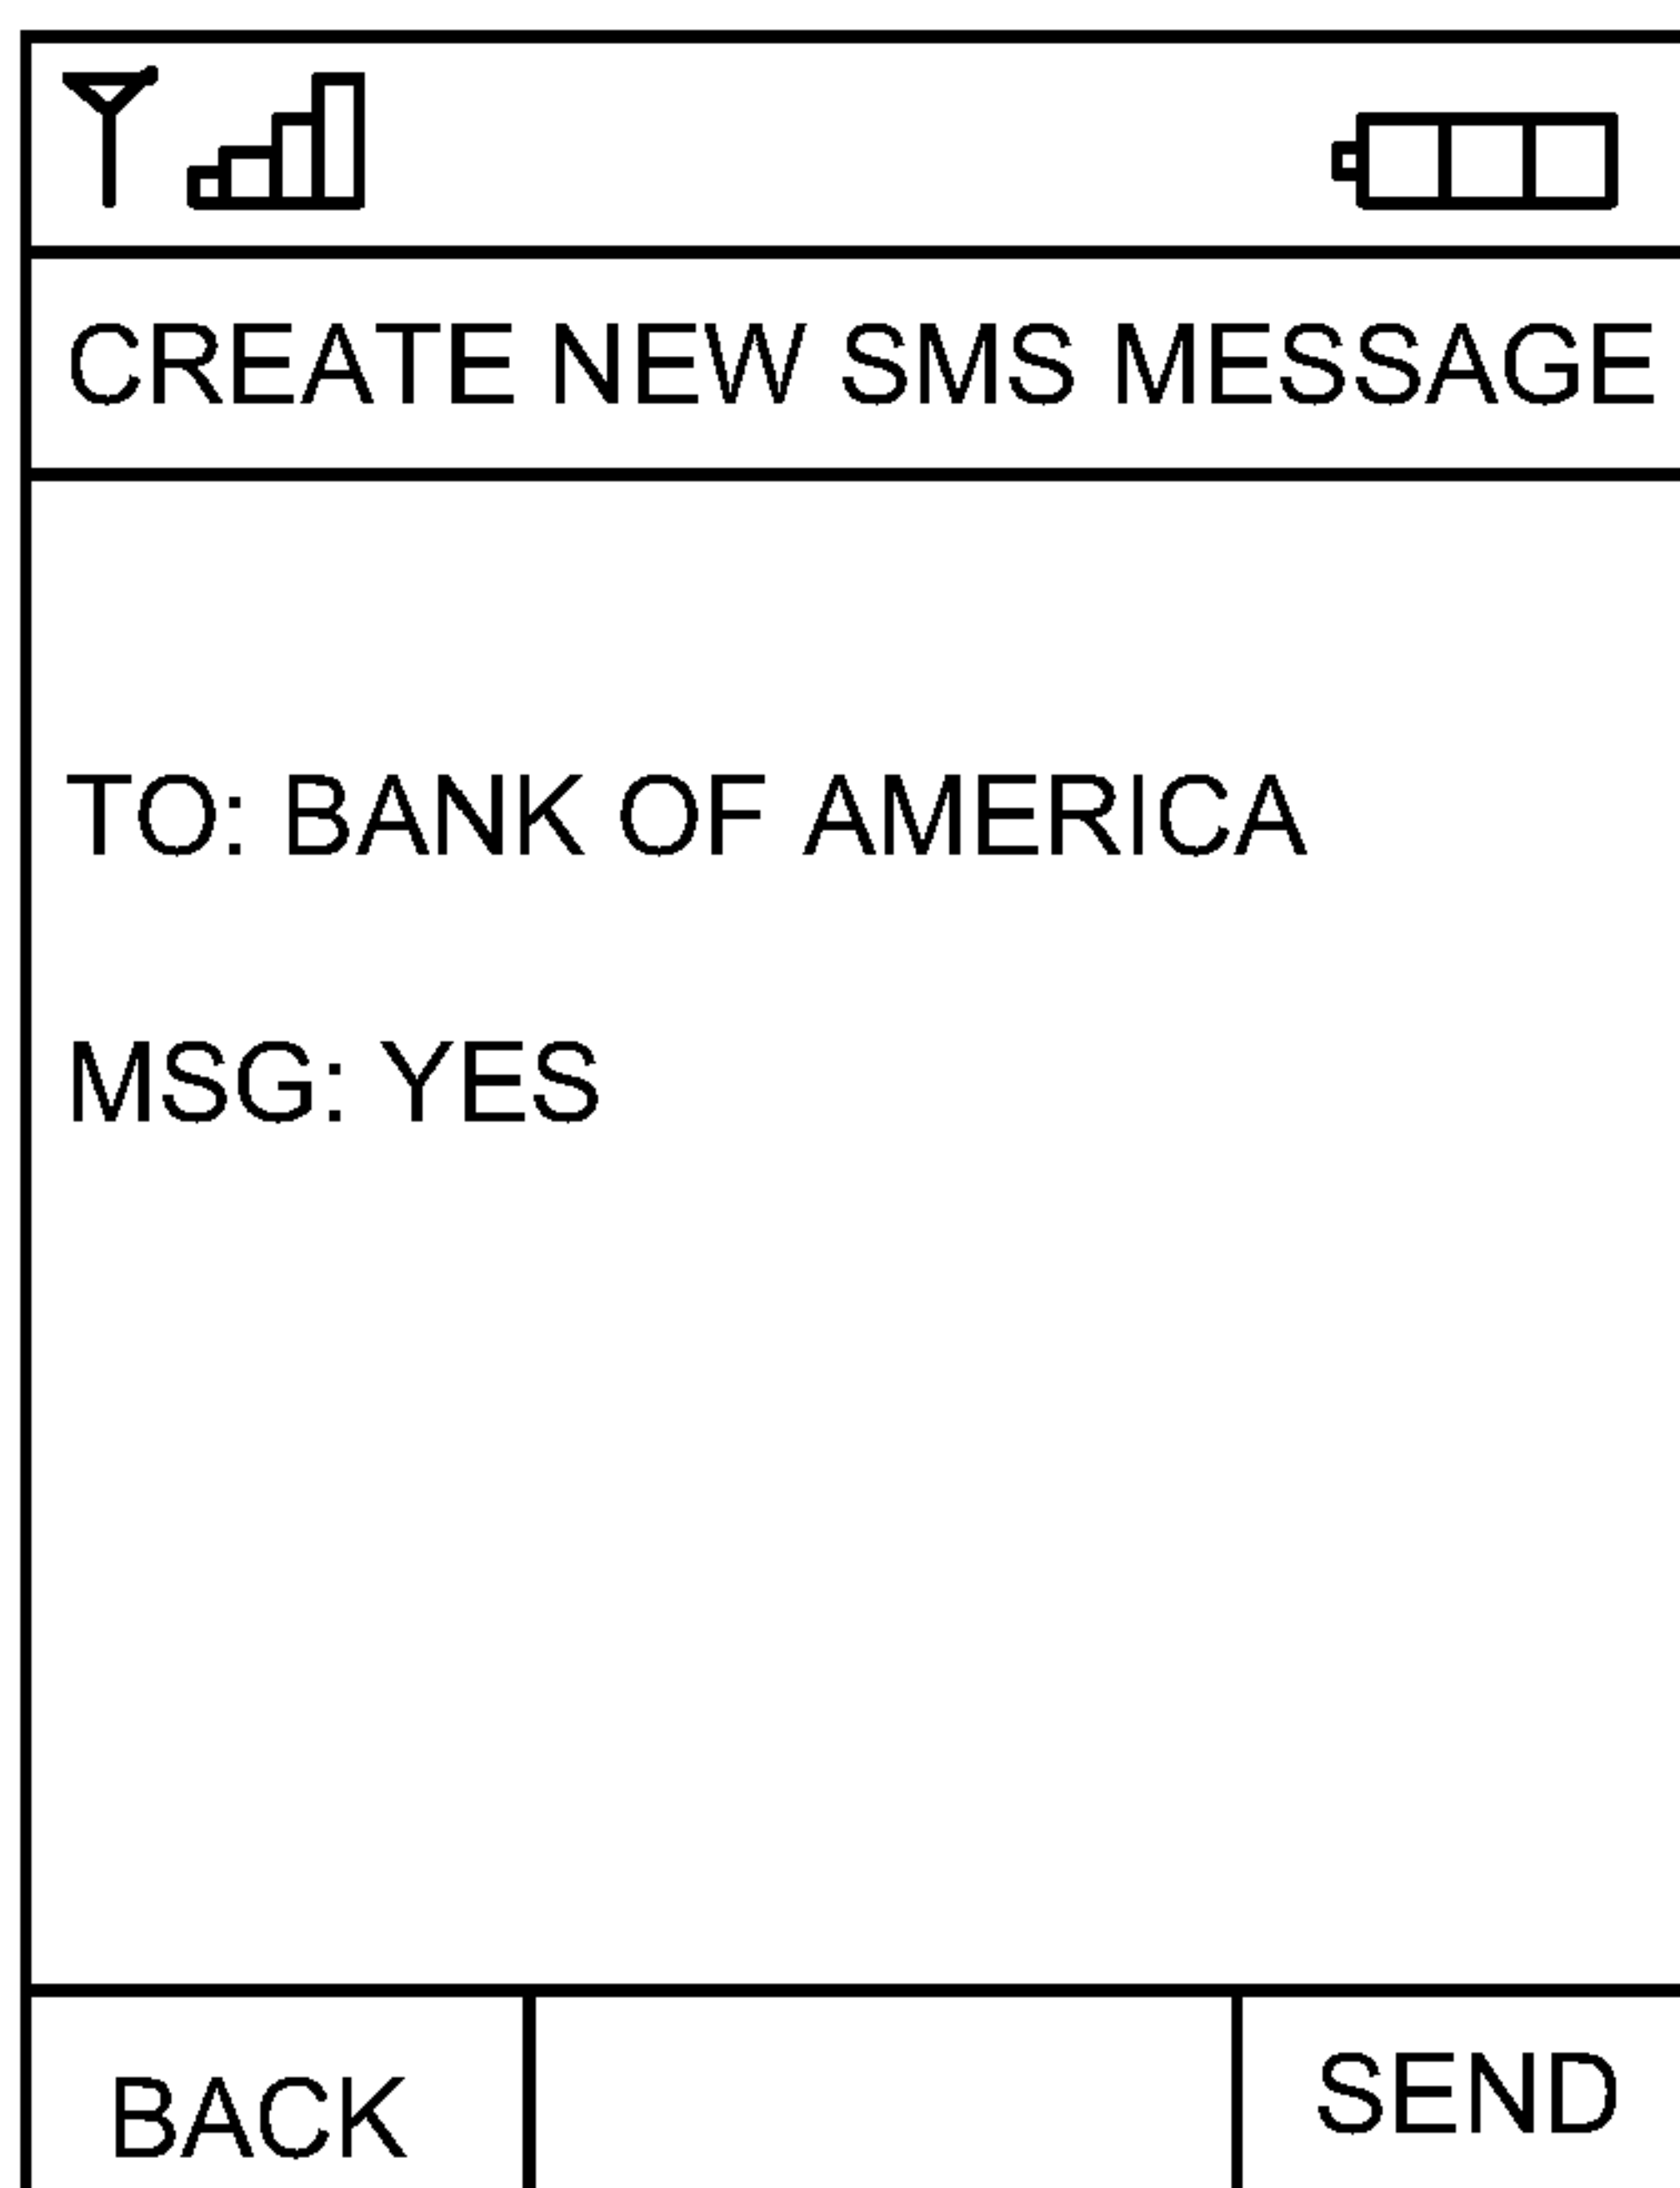 CREATE NEW SMS MESSAGE
TO: BANK OF AMERICA
MSG: YES
BACK
SEND